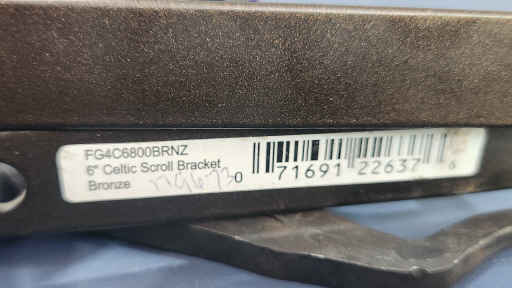 FG4C6800BRNZ
6" Celtic Scroll Bracket
Bronze
0 71691 22637 6